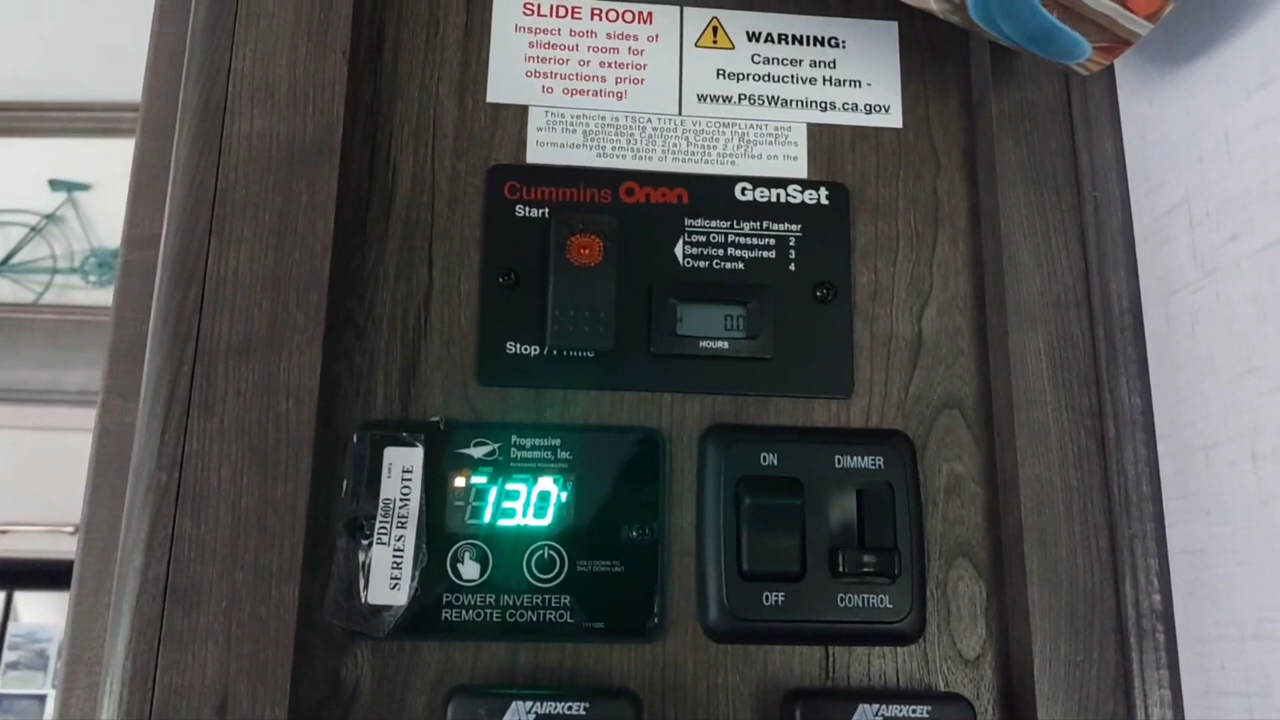 SLIDE ROOM
Inspect both sides of
slideout room for
interior or exterior
obstructions prior
to operating!
WARNING:
Cancer and
Reproductive Harm -
www.P65Warnings.ca.gov
This vehicle is TSCA TITLE VI COMPLIANT and
contains composite wood products that comply
with the applicable California Code of Regulations
Section 93120.2(a) Phase 2 (P2)
formaldehyde emission standards specified on the
above date of manufacture.
Cummins Onan GenSet
Start
Indicator Light Flasher
Low Oil Pressure 2
Service Required 3
Over Crank 4
0.0
HOURS
Stop / Prime
Progressive
Dynamics, Inc.
13.0
PD1600
SERIES REMOTE
HOLD DOWN TO
SHUT DOWN UNIT
POWER INVERTER
REMOTE CONTROL
ON
DIMMER
OFF
CONTROL
AIRXCEL
AIRXCEL